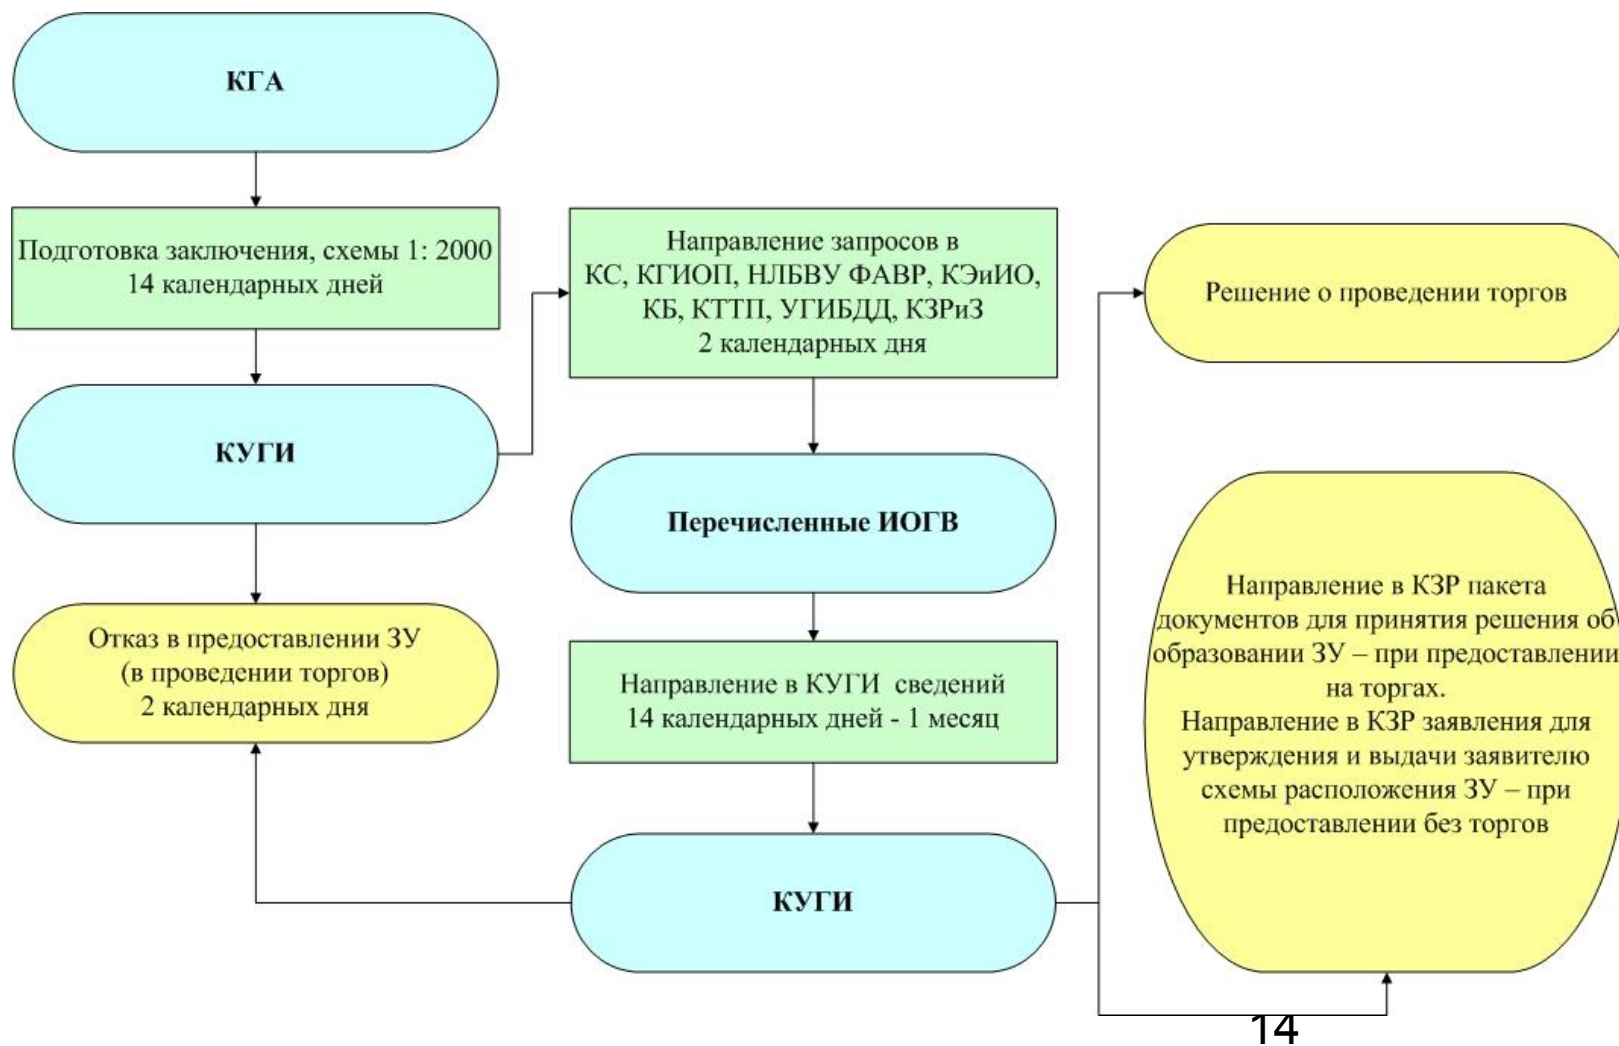 КГА
Подготовка заключения, схемы 1: 2000
14 календарных дней
КУГИ
Отказ в предоставлении ЗУ
(в проведении торгов)
2 календарных дня
Направление запросов в
КС, КГИОП, НЛБВУ ФАВР, КЭиИО,
КБ, КТТП, УГИБДД, КЗРиЗ
2 календарных дня
Перечисленные ИОГВ
Направление в КУГИ сведений
14 календарных дней - 1 месяц
КУГИ
Решение о проведении торгов
Направление в КЗР пакета
документов для принятия решения об
образовании ЗУ – при предоставлении
на торгах.
Направление в КЗР заявления для
утверждения и выдачи заявителю
схемы расположения ЗУ – при
предоставлении без торгов
14